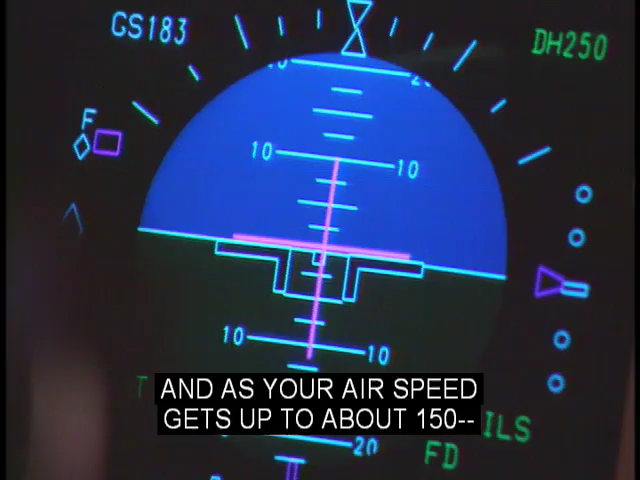 GS183
DH250
F
20
10 10
10 10
T
AND AS YOUR AIR SPEED
GETS UP TO ABOUT 150--
ILS
20
FD